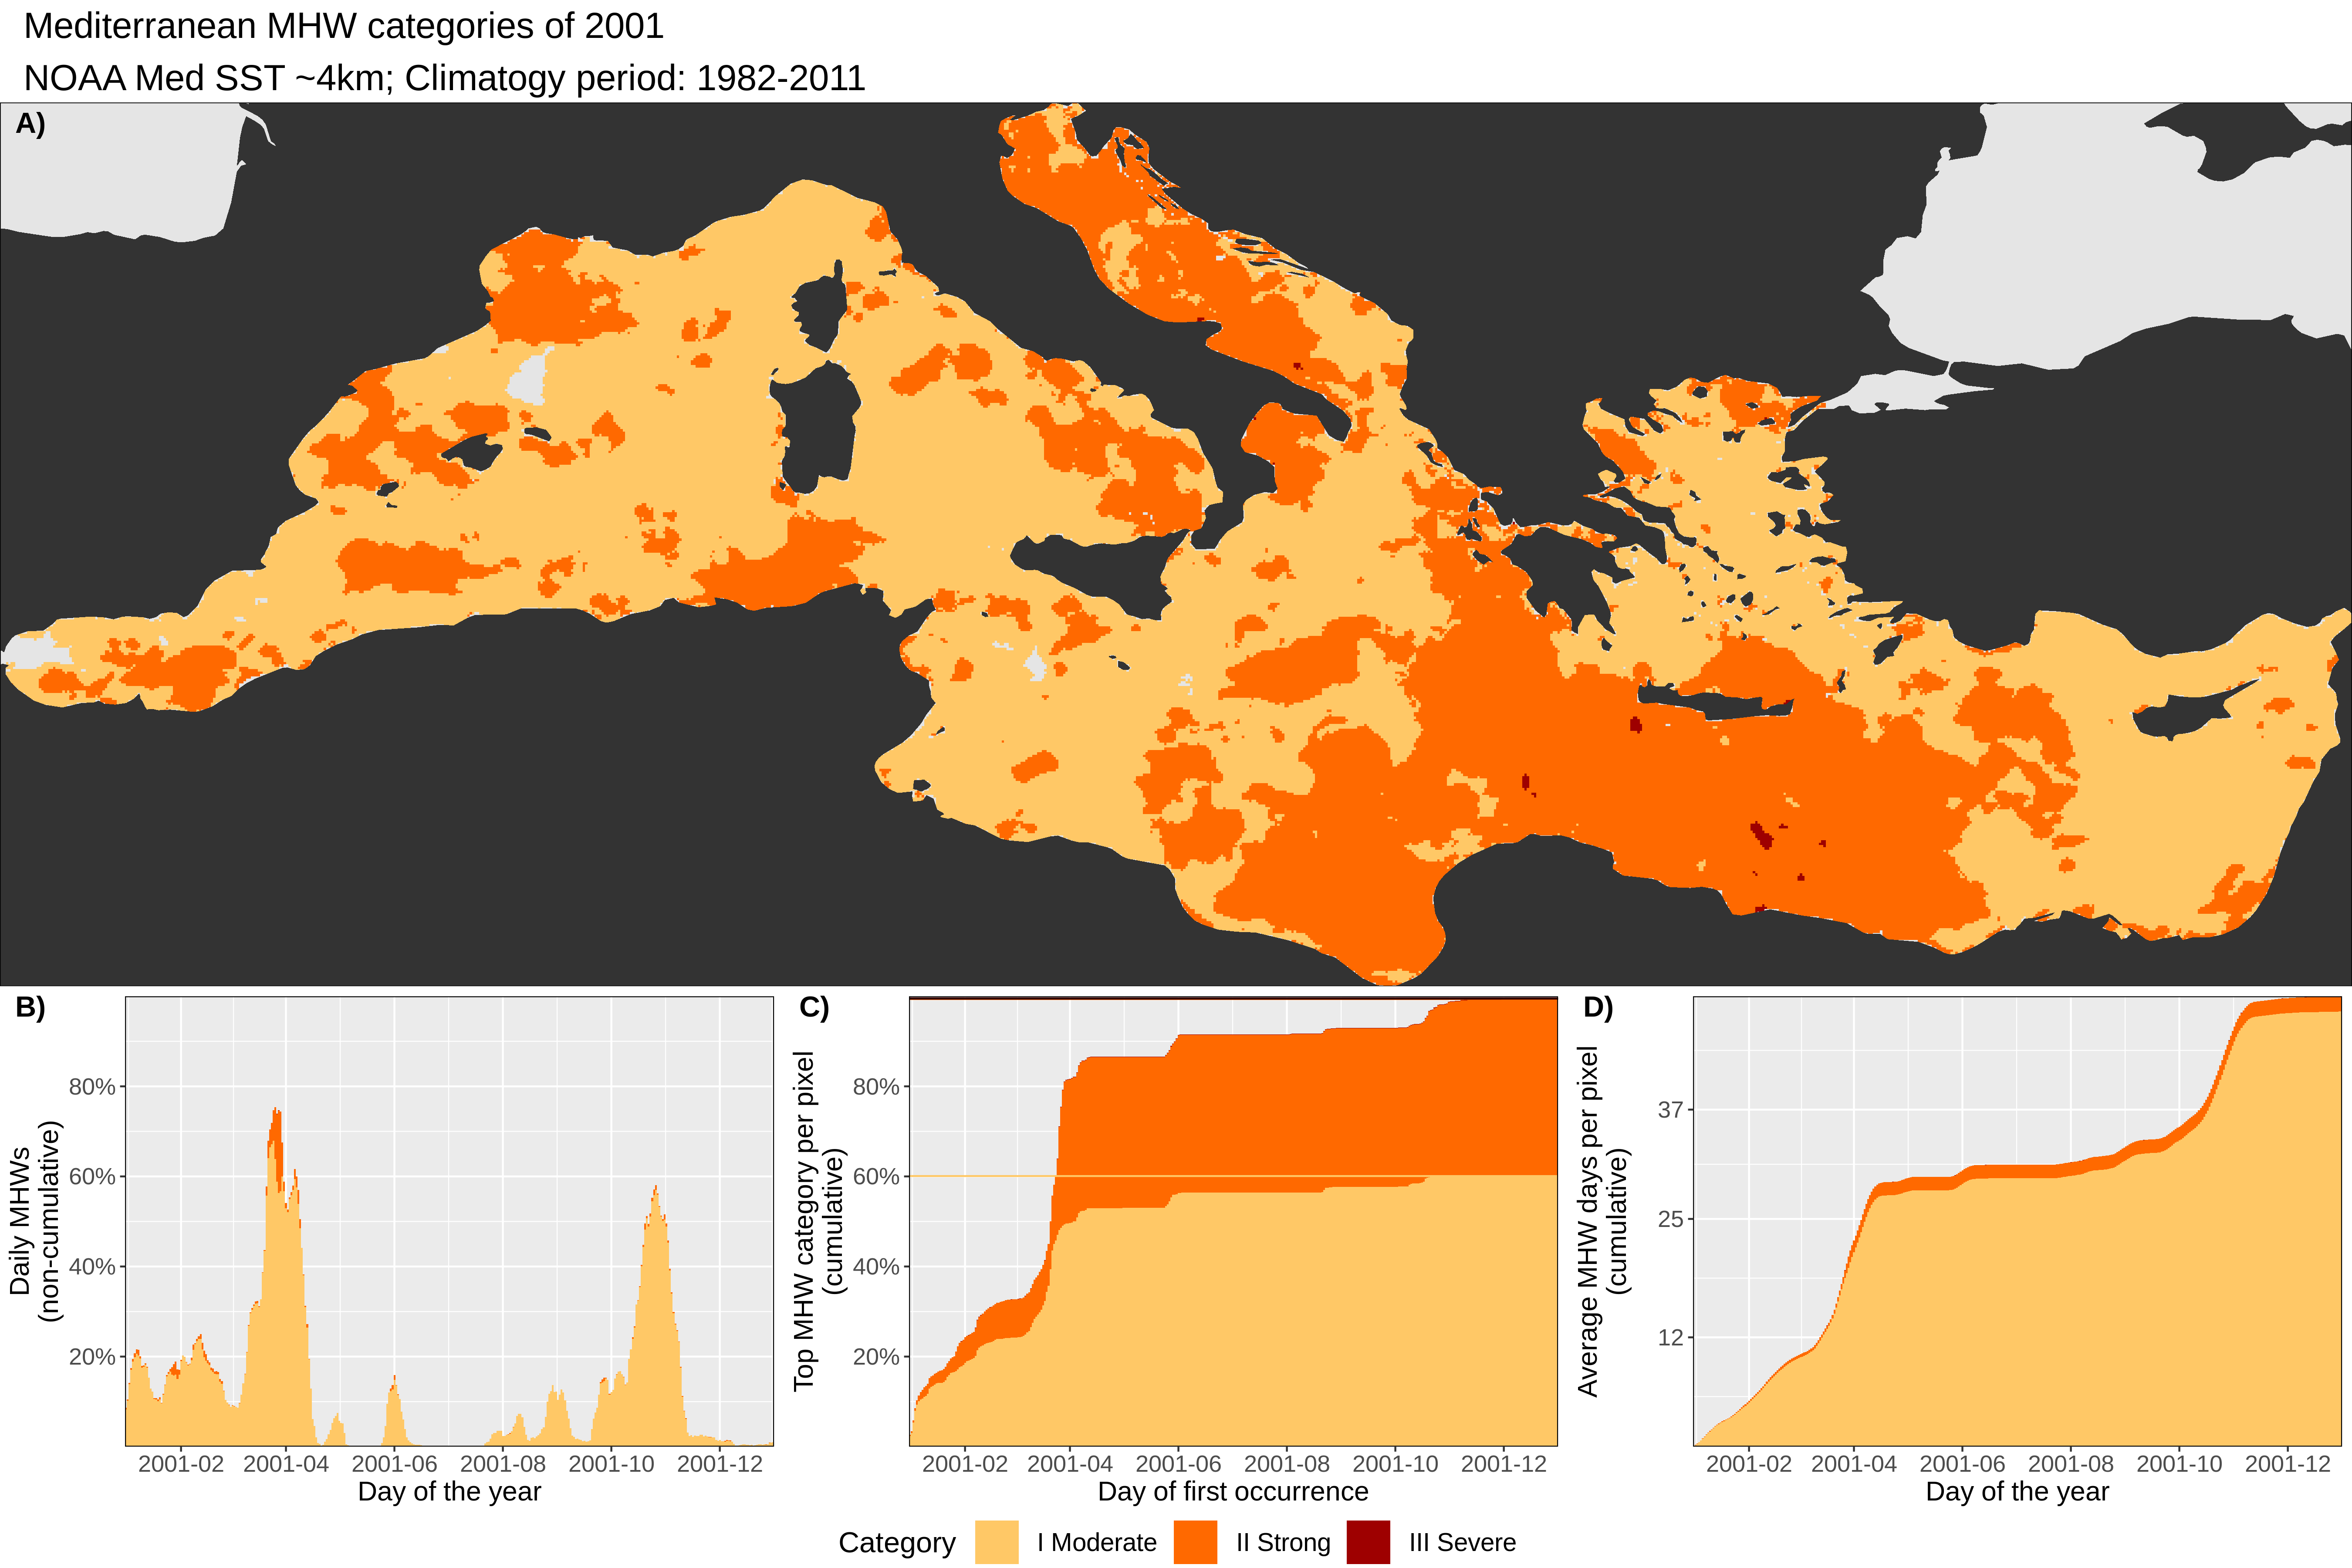 Mediterranean MHW categories of 2001
NOAA Med SST ~4km; Climatogy period: 1982-2011
A)
B)
Daily MHWs
(non-cumulative)
80%
60%
40%
20%
2001-02 2001-04 2001-06 2001-08 2001-10 2001-12
Day of the year
C)
Top MHW category per pixel
(cumulative)
80%
60%
40%
20%
2001-02 2001-04 2001-06 2001-08 2001-10 2001-12
Day of first occurrence
D)
Average MHW days per pixel
(cumulative)
37
25
12
2001-02 2001-04 2001-06 2001-08 2001-10 2001-12
Day of the year
Category I Moderate II Strong III Severe